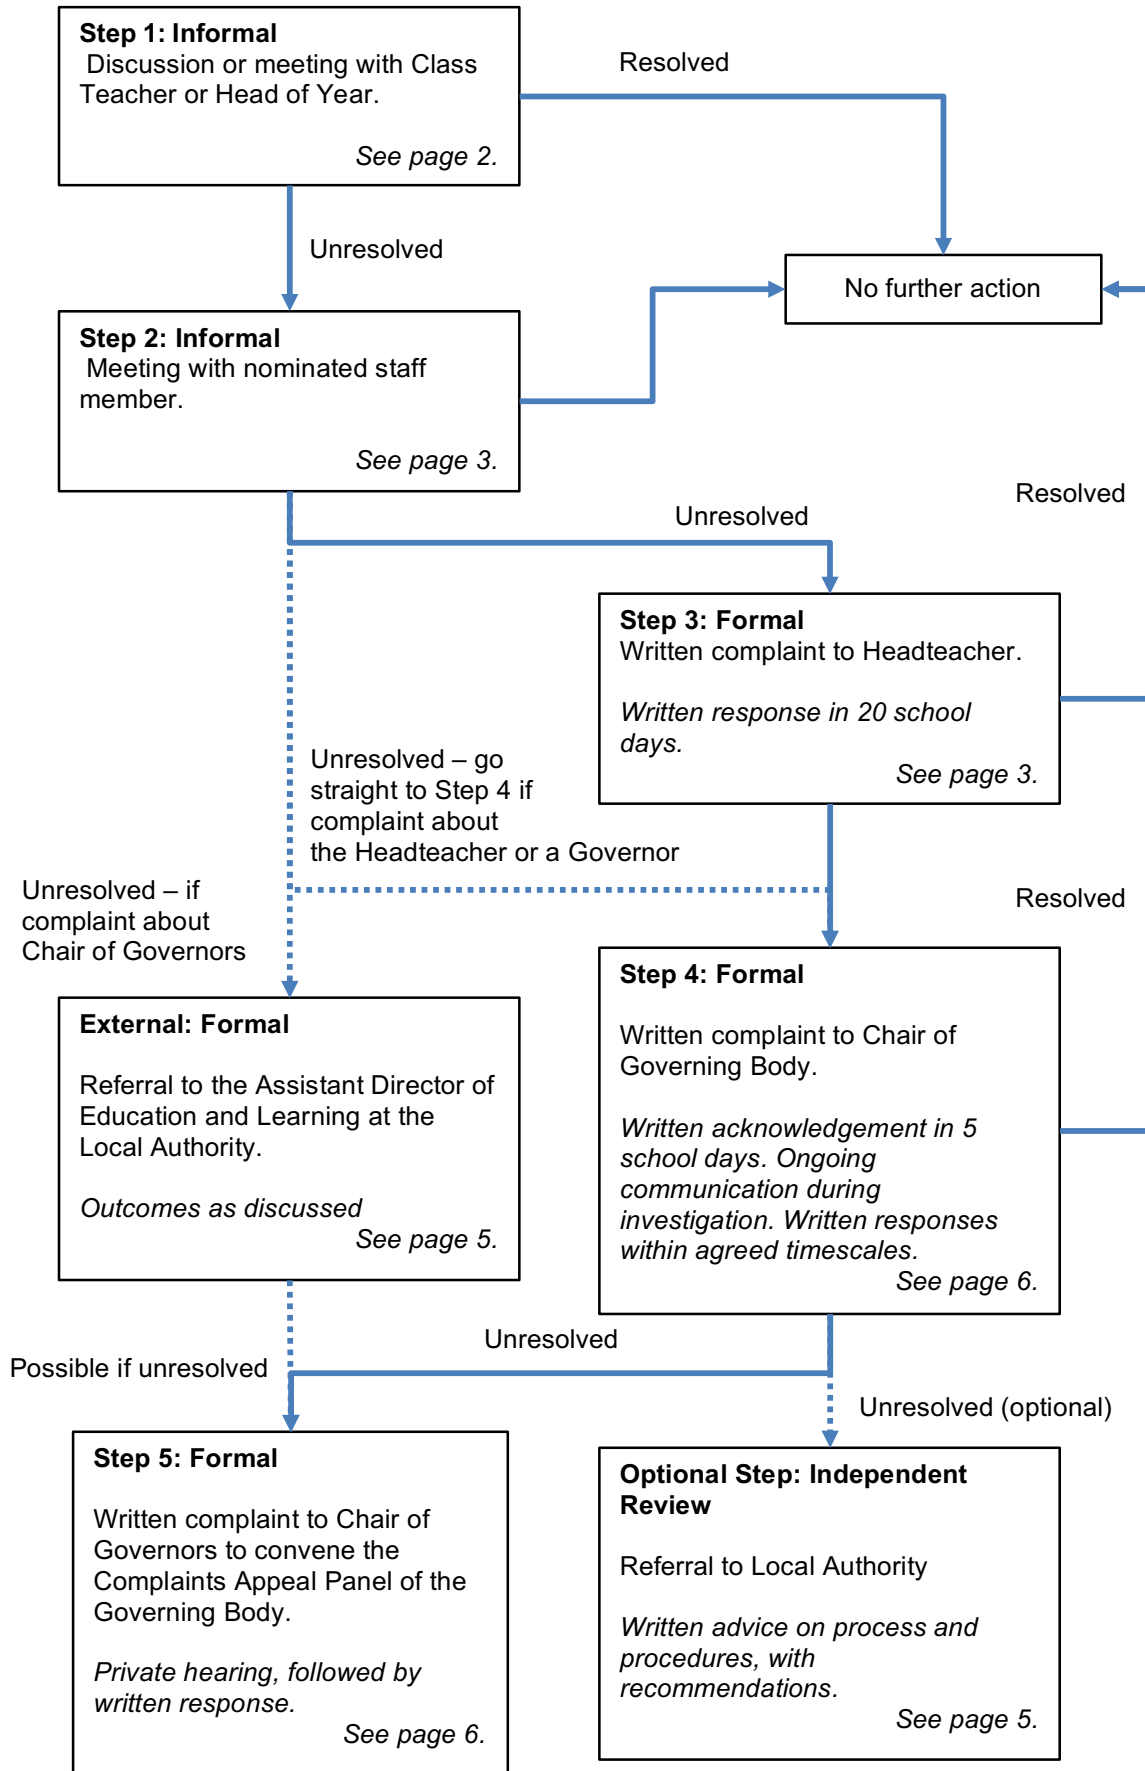 Step 1: Informal
Discussion or meeting with Class
Teacher or Head of Year.
See page 2.
Resolved
Unresolved
No further action
Step 2: Informal
Meeting with nominated staff
member.
See page 3.
Resolved
Unresolved
Step 3: Formal
Written complaint to Headteacher.
Written response in 20 school
days.
See page 3.
Unresolved – go
straight to Step 4 if
complaint about
the Headteacher or a Governor
Unresolved – if
complaint about
Chair of Governors
Resolved
External: Formal
Referral to the Assistant Director of
Education and Learning at the
Local Authority.
Outcomes as discussed
See page 5.
Step 4: Formal
Written complaint to Chair of
Governing Body.
Written acknowledgement in 5
school days. Ongoing
communication during
investigation. Written responses
within agreed timescales.
See page 6.
Unresolved
Possible if unresolved
Unresolved (optional)
Step 5: Formal
Written complaint to Chair of
Governors to convene the
Complaints Appeal Panel of the
Governing Body.
Private hearing, followed by
written response.
See page 6.
Optional Step: Independent
Review
Referral to Local Authority
Written advice on process and
procedures, with
recommendations.
See page 5.